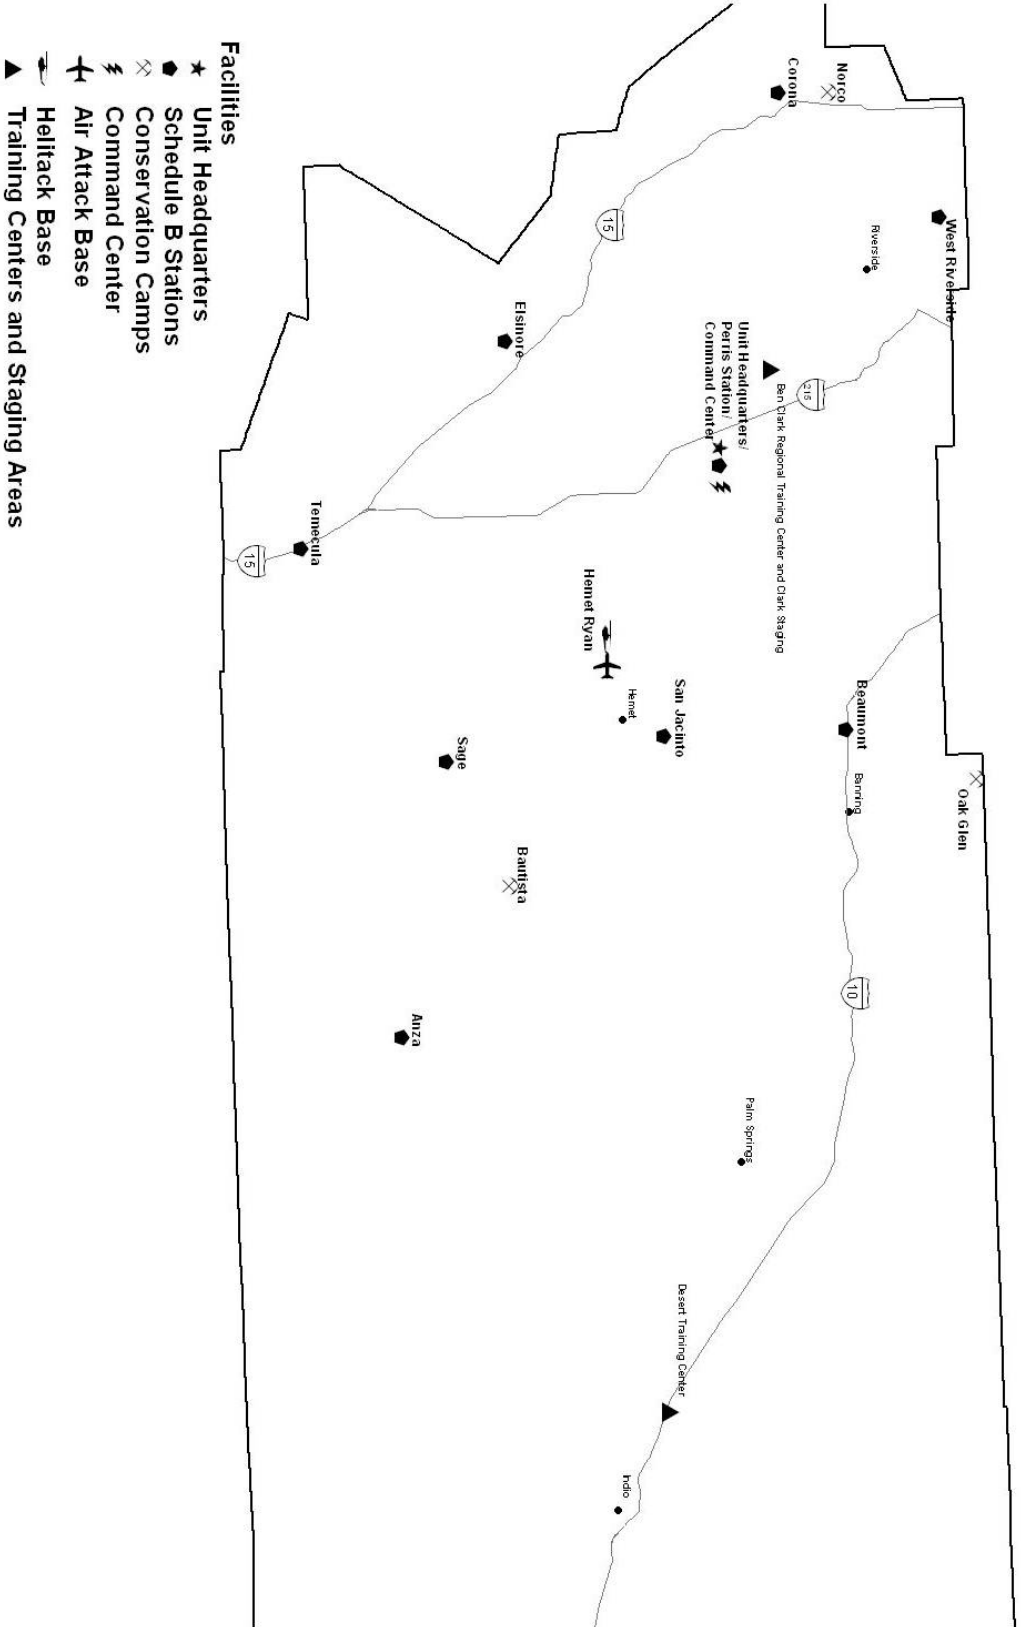 Norco
Corona
West Riverside
Riverside
15
Elsinore
215
Unit Headquarters/
Perris Station/
Command Center
Ben Clark Regional Training Center and Clark Staging
Temecula
15
Hemet Ryan
Hemet
San Jacinto
Beaumont
Banning
Oak Glen
Sage
Bautista
10
Anza
Palm Springs
Desert Training Center
Indio
Facilities
Unit Headquarters
Schedule B Stations
Conservation Camps
Command Center
Air Attack Base
Helitack Base
Training Centers and Staging Areas